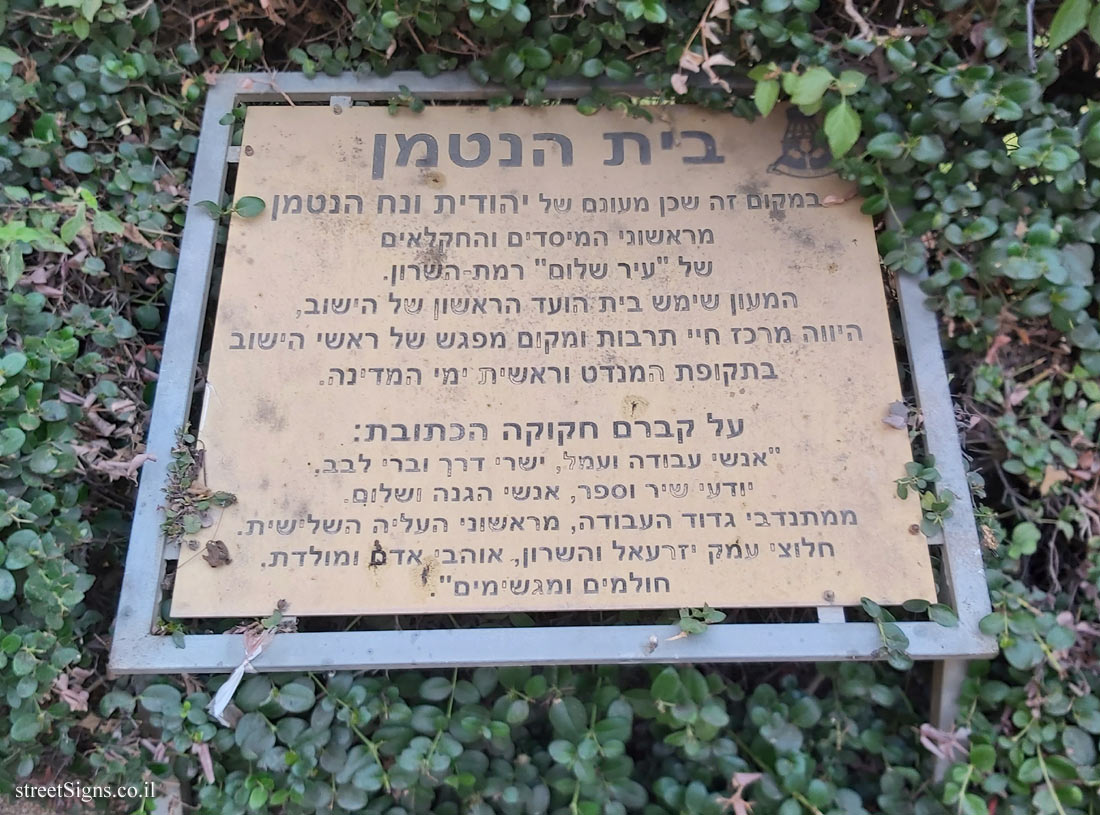 בית הנטמן
במקום זה שכן מעונם של יהודית ונח הנטמן
מראשוני המיסדים והחקלאים
של "עיר שלום" רמת-השרון.
המעון שימש בית הועד הראשון של הישוב,
היווה מרכז חיי תרבות ומקום מפגש של ראשי הישוב
בתקופת המנדט וראשית ימי המדינה.
על קברם חקוקה הכתובת:
"אנשי עבודה ועמל, ישרי דרך וברי לבב.
יודעי שיר וספר, אנשי הגנה ושלום.
ממתנדבי גדוד העבודה, מראשוני העליה השלישית.
חלוצי עמק יזרעאל והשרון, אוהבי אדם ומולדת.
חולמים ומגשימים".
streetSigns.co.il